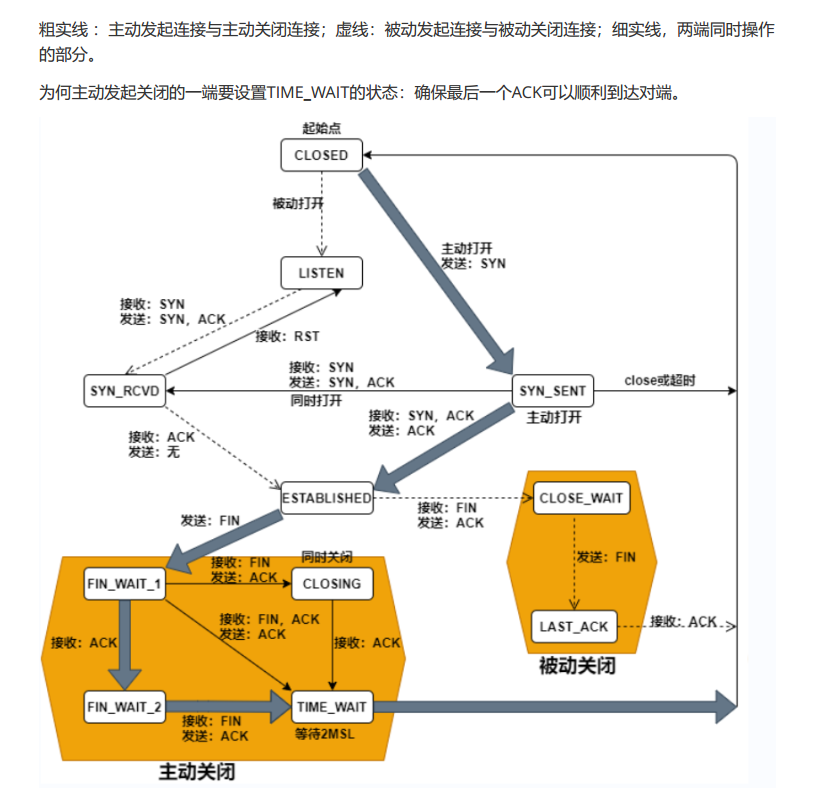 粗实线：主动发起连接与主动关闭连接；虚线：被动发起连接与被动关闭连接；细实线，两端同时操作
的部分。
为何主动发起关闭的一端要设置TIME_WAIT的状态：确保最后一个ACK可以顺利到达对端。
起始点
CLOSED
被动打开
主动打开
发送：SYN
LISTEN
接收：SYN
发送：SYN，ACK
接收：RST
接收：SYN
发送：SYN，ACK
同时打开
SYN_RCVD
SYN_SENT
close或超时
主动打开
接收：SYN，ACK
发送：ACK
接收：ACK
发送：无
ESTABLISHED
接收：FIN
发送：ACK
CLOSE_WAIT
发送：FIN
发送：FIN
LAST_ACK
接收：ACK
被动关闭
同时关闭
接收：FIN
发送：ACK
FIN_WAIT_1
CLOSING
接收：FIN，ACK
发送：ACK
接收：ACK
接收：ACK
FIN_WAIT_2
接收：FIN
发送：ACK
TIME_WAIT
等待2MSL
主动关闭